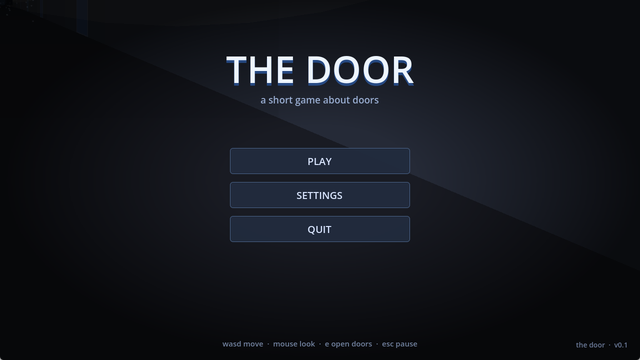 THE DOOR
a short game about doors
PLAY
SETTINGS
QUIT
wasd move · mouse look · e open doors · esc pause
the door · v0.1